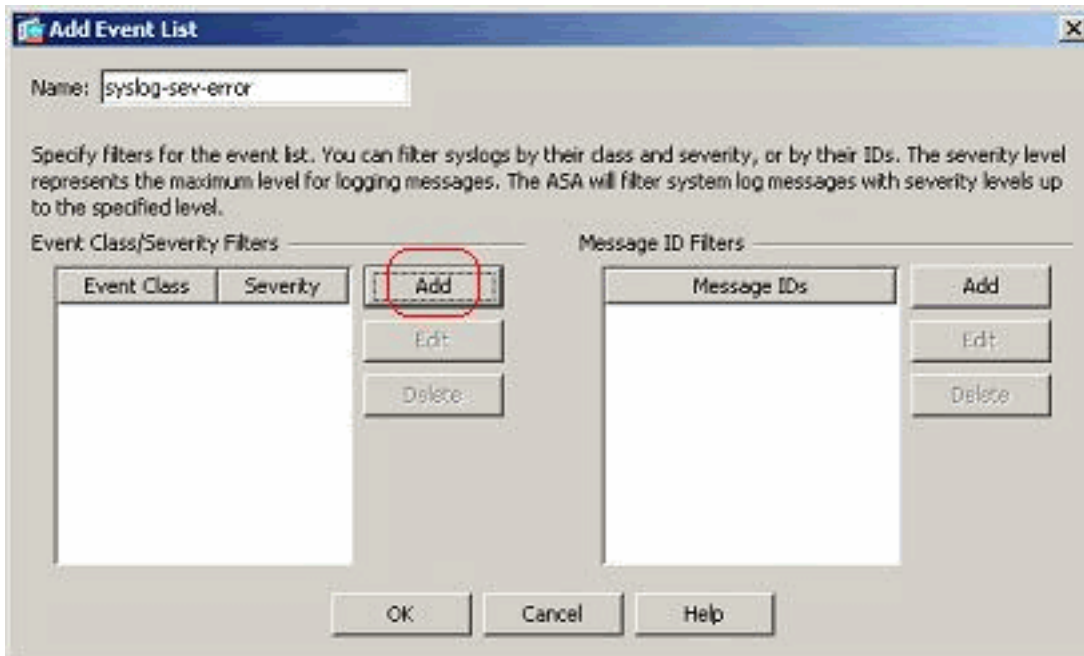 Add Event List
Name: syslog-sev-error
Specify filters for the event list. You can filter syslogs by their class and severity, or by their IDs. The severity level
represents the maximum level for logging messages. The ASA will filter system log messages with severity levels up
to the specified level.
Event Class/Severity Filters
Event Class Severity
Add
Edit
Delete
Message ID Filters
Message IDs
Add
Edit
Delete
OK Cancel Help